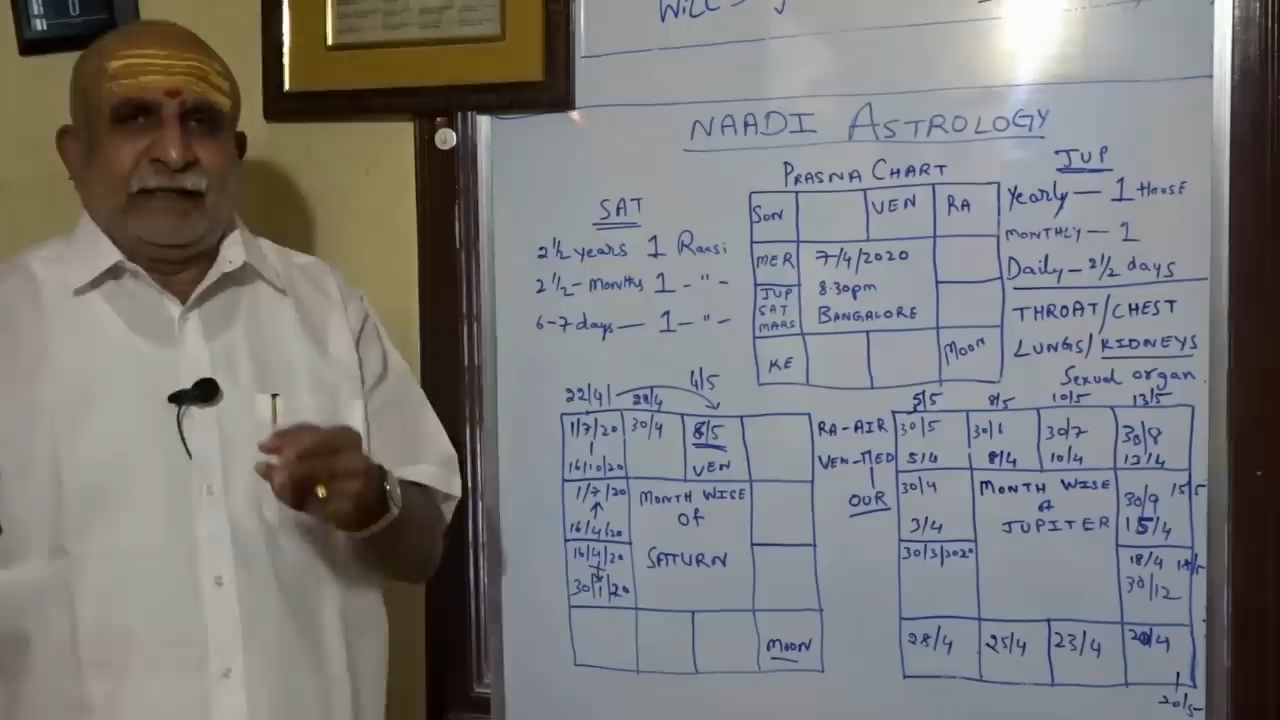 NAADI ASTROLOGY
PRASNA CHART
SAT
2½ years 1 Raasi
2½ - Months 1 - " -
6-7 days — 1 - " -
SUN
VEN
RA
MER
7/4/2020
8.30pm
BANGALORE
JUP
SAT
MARS
KE
Moon
JUP
Yearly — 1 House
MONTHLY — 1
Daily — 2½ days
THROAT/CHEST
LUNGS/KIDNEYS
Sexual organ
22/4
28/4
4/5
1/7/20
16/10/20
30/4
8/5
VEN
1/7/20
16/4/20
MONTH WISE
OF
SATURN
16/4/20
30/1/20
MOON
RA-AIR
VEN-MED
OUR
5/5
8/5
10/5
13/5
30/5
5/4
8/4
30/7
10/4
30/8
30/4
3/4
MONTH WISE
JUPITER
30/9
15/5
15/4
30/3/2020
18/4
18/5
30/12
28/4
25/4
23/4
20/4
20/5